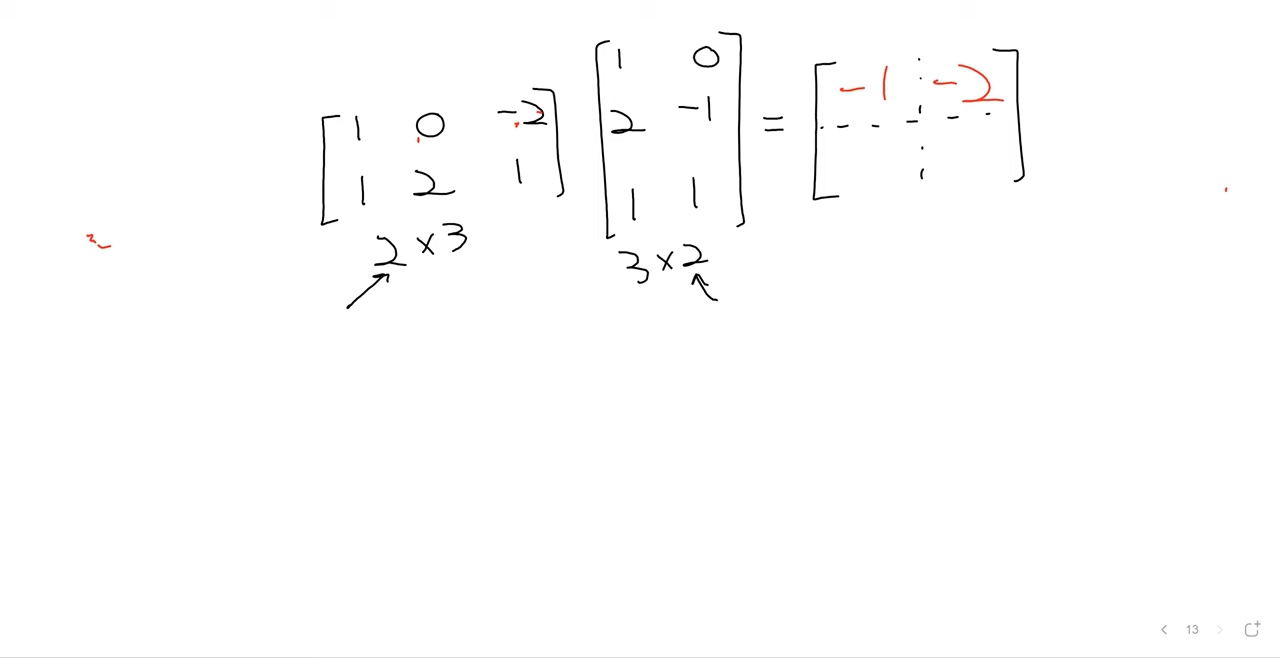 [1 0 -2] [1 0] = [-1 -2]
[1 2 1] [2 -1]
[1 1]
2×3 3×2
< 13 >